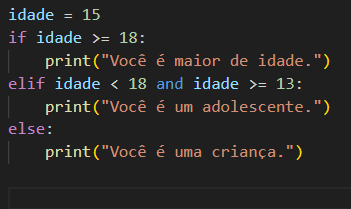 idade = 15
if idade >= 18:
    print("Você é maior de idade.")
elif idade < 18 and idade >= 13:
    print("Você é um adolescente.")
else:
    print("Você é uma criança.")